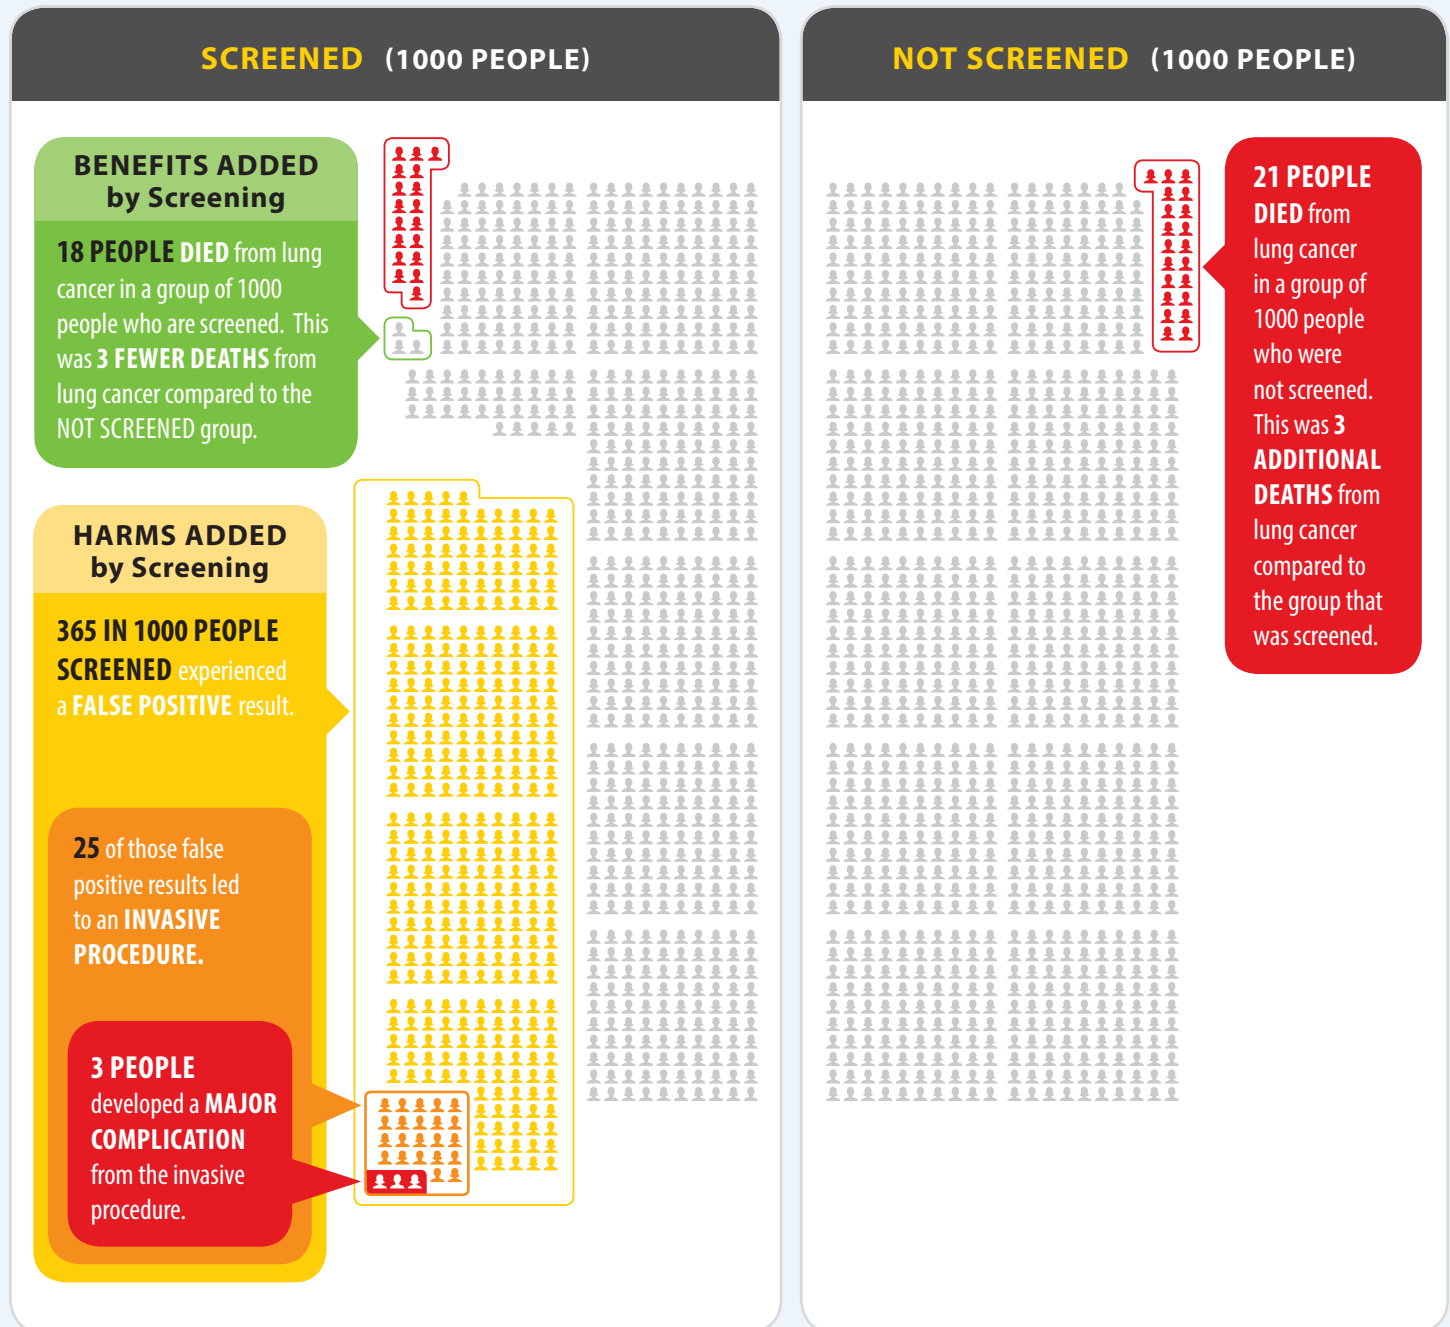 SCREENED (1000 PEOPLE)
BENEFITS ADDED
by Screening
18 PEOPLE DIED from lung
cancer in a group of 1000
people who are screened. This
was 3 FEWER DEATHS from
lung cancer compared to the
NOT SCREENED group.
HARMS ADDED
by Screening
365 IN 1000 PEOPLE
SCREENED experienced
a FALSE POSITIVE result.
25 of those false
positive results led
to an INVASIVE
PROCEDURE.
3 PEOPLE
developed a MAJOR
COMPLICATION
from the invasive
procedure.
NOT SCREENED (1000 PEOPLE)
21 PEOPLE
DIED from
lung cancer
in a group of
1000 people
who were
not screened.
This was 3
ADDITIONAL
DEATHS from
lung cancer
compared to
the group that
was screened.